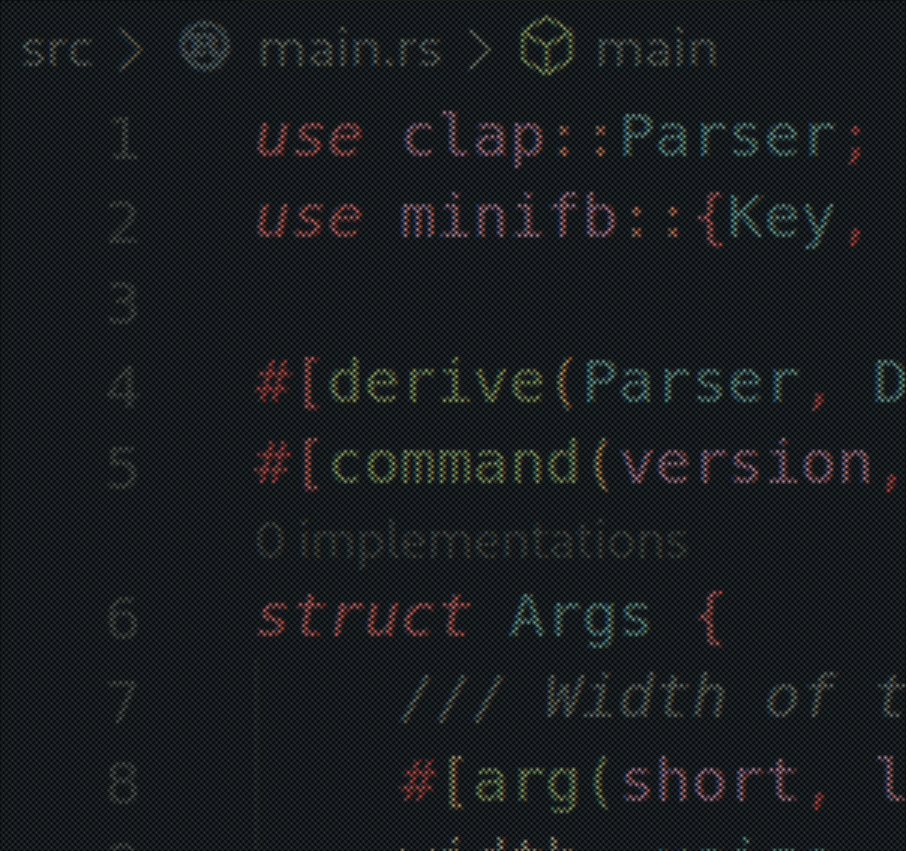 src > ® main.rs > main
1 use clap::Parser;
2 use minifb::{Key,
3
4 #[derive(Parser, D
5 #[command(version,
0 implementations
6 struct Args {
7 /// Width of t
8 #[arg(short, l